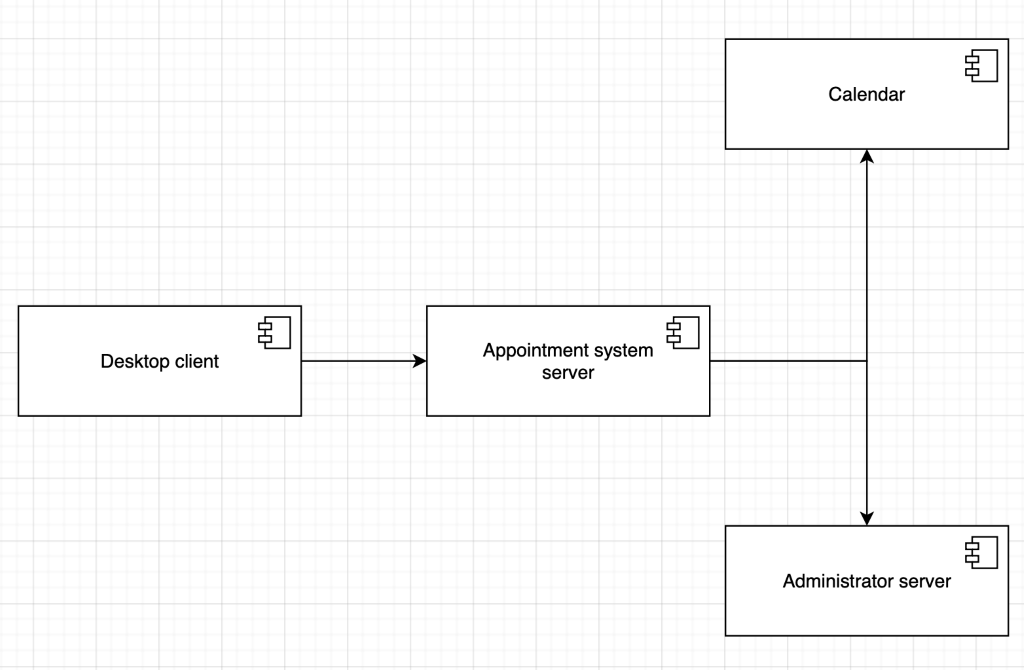 Calendar
Desktop client
Appointment system
server
Administrator server